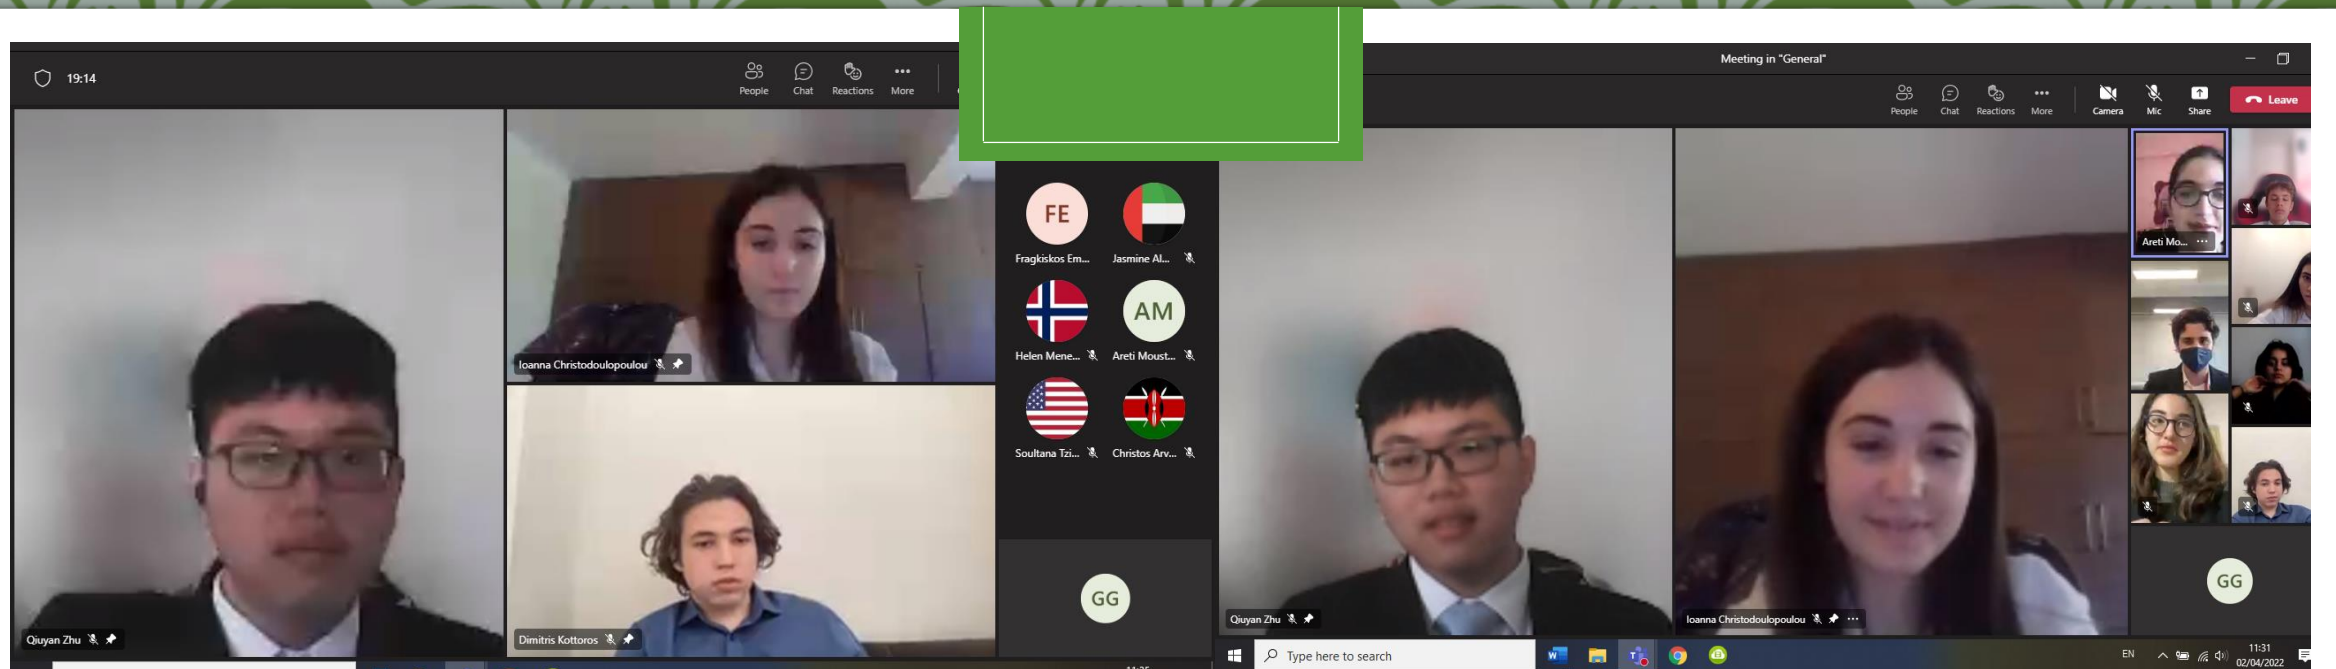 19:14
People Chat Reactions More
Ioanna Christodoulopoulou
Qiuyan Zhu
Dimitris Kottoros
FE
Fragkiskos Em...
Jasmine Al...
Helen Mene...
AM
Areti Moust...
Soultana Tzi...
Christos Arv...
GG
Meeting in "General"
People Chat Reactions More Camera Mic Share Leave
Areti Mo...
Qiuyan Zhu
Ioanna Christodoulopoulou
GG
Type here to search
EN
11:31
02/04/2022